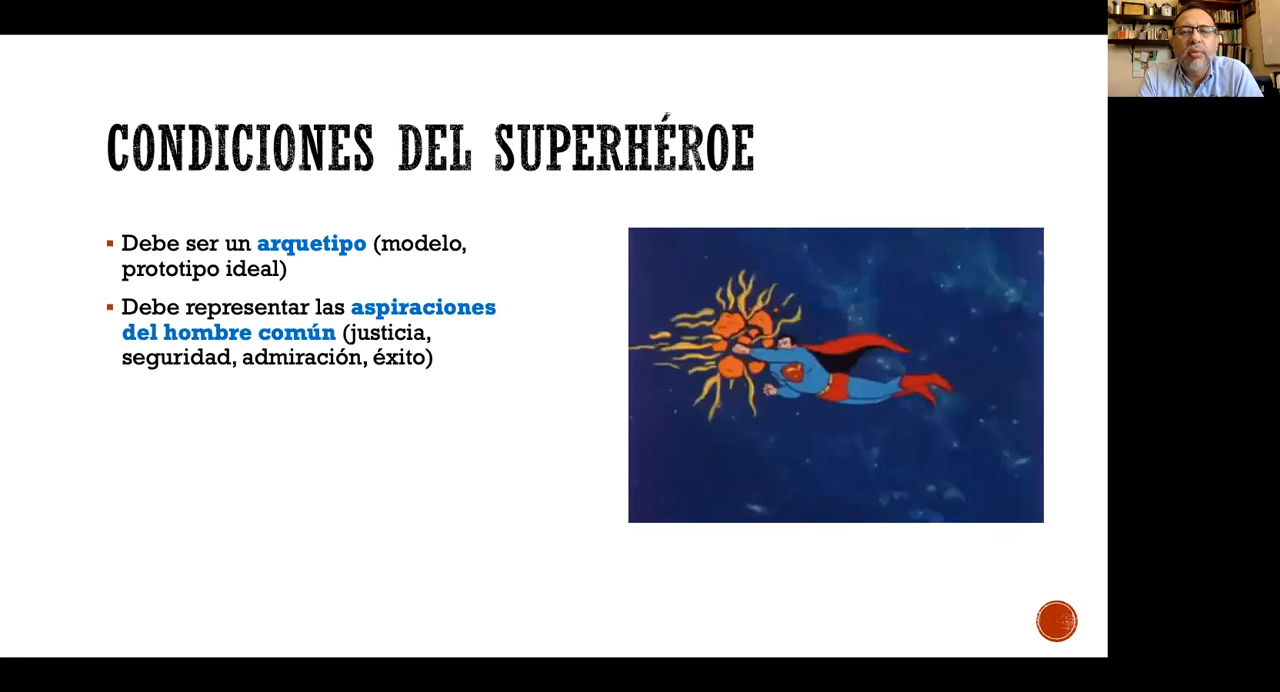 CONDICIONES DEL SUPERHÉROE
Debe ser un arquetipo (modelo,
prototipo ideal)
Debe representar las aspiraciones
del hombre común (justicia,
seguridad, admiración, éxito)